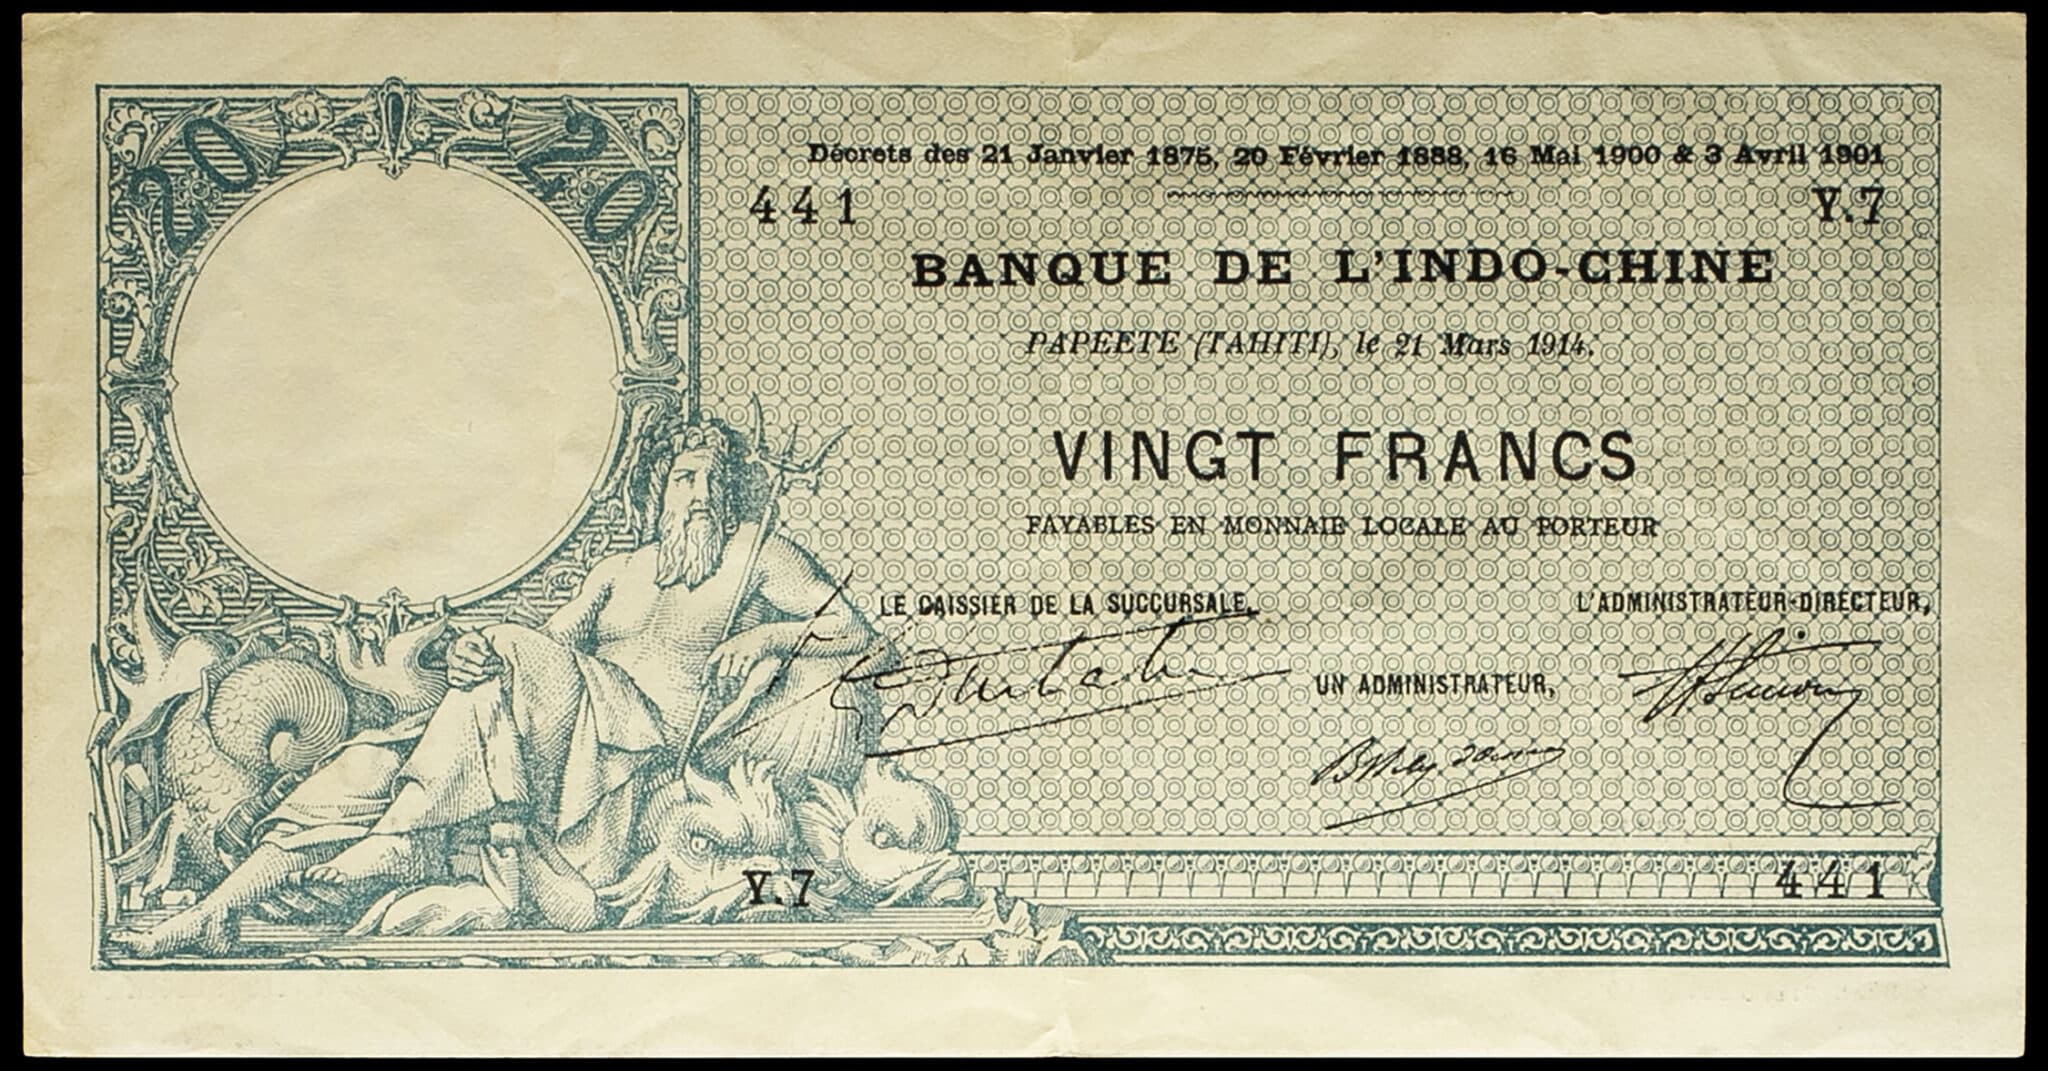 20 20
Décrets des 21 Janvier 1875, 20 Février 1888, 16 Mai 1900 & 3 Avril 1901
441 Y.7
BANQUE DE L'INDO-CHINE
PAPEETE (TAHITI), le 21 Mars 1914.
VINGT FRANCS
PAYABLES EN MONNAIE LOCALE AU PORTEUR
LE CAISSIER DE LA SUCCURSALE, L'ADMINISTRATEUR-DIRECTEUR,
UN ADMINISTRATEUR,
Y.7 441